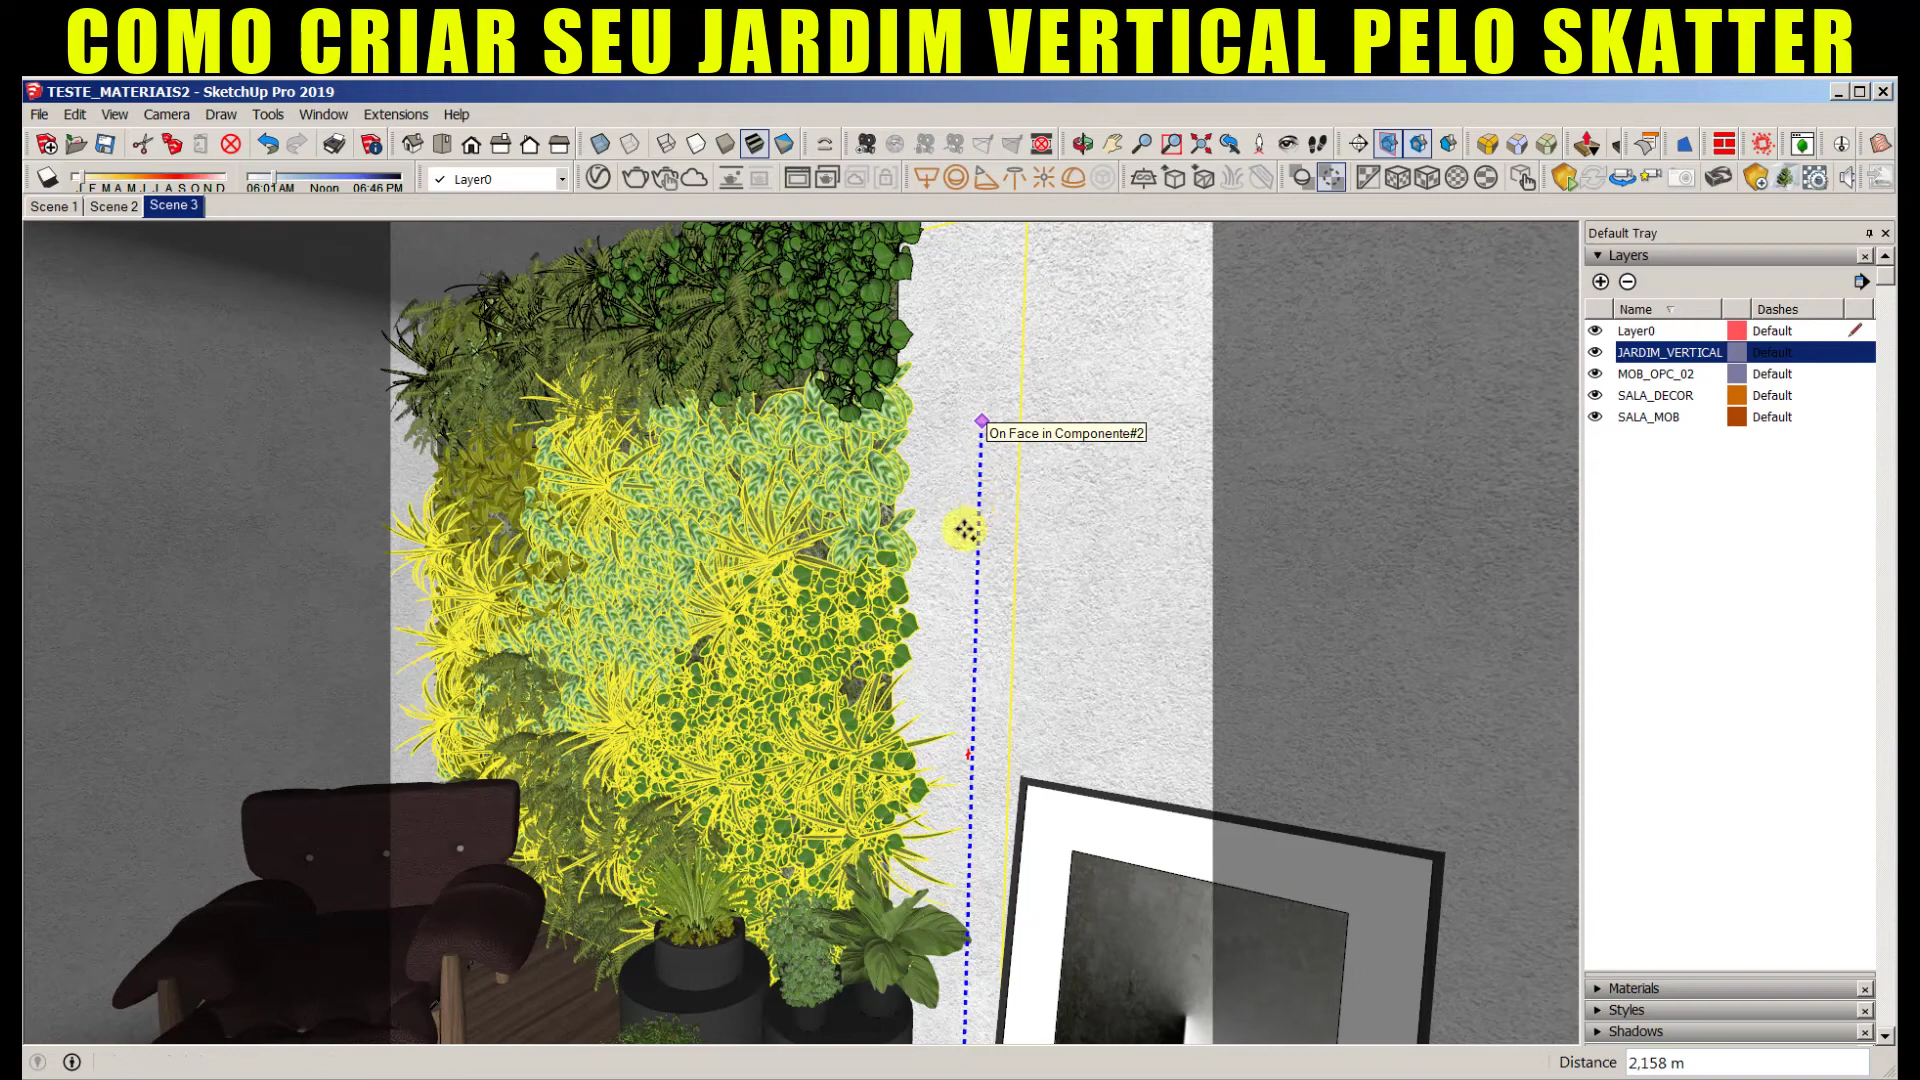 COMO CRIAR SEU JARDIM VERTICAL PELO SKATTER
TESTE_MATERIAIS2 - SketchUp Pro 2019
File Edit View Camera Draw Tools Window Extensions Help
J F M A M J J A S O N D
06:01 AM Noon 06:46 PM
Layer0
Scene 1 Scene 2 Scene 3
Default Tray
Layers
Name Dashes
Layer0 Default
JARDIM_VERTICAL Default
MOB_OPC_02 Default
SALA_DECOR Default
SALA_MOB Default
On Face in Componente#2
Materials
Styles
Shadows
Distance 2,158 m